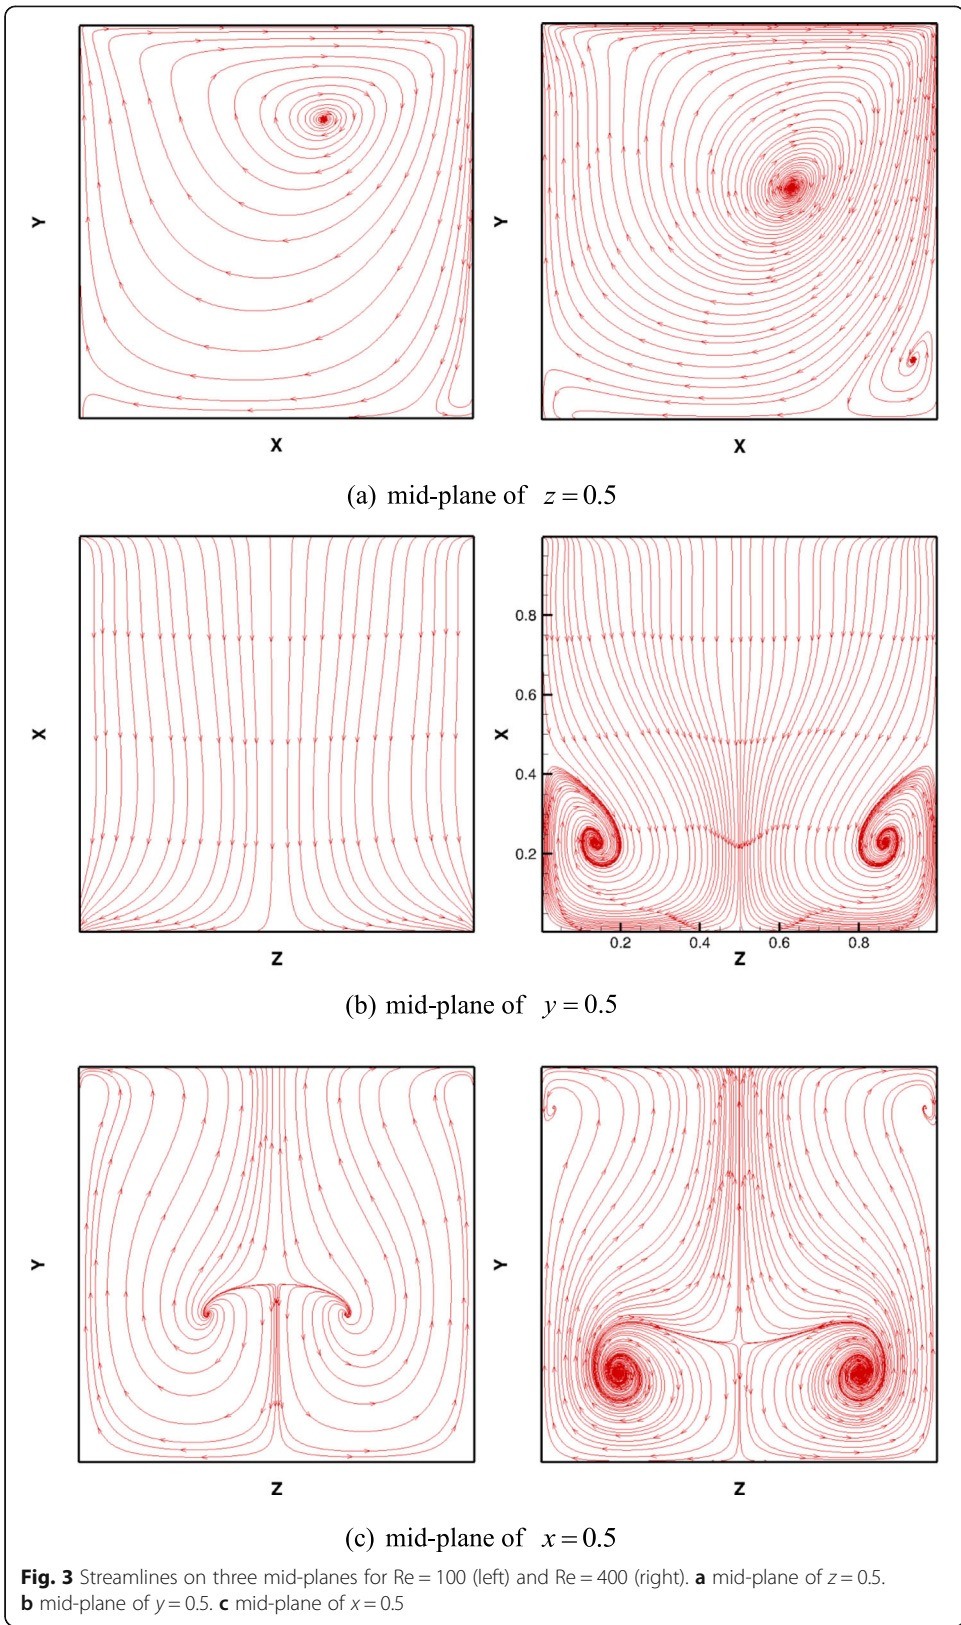 Y
X
Y
X
(a) mid-plane of z = 0.5
X
Z
X
0.8
0.6
0.4
0.2
0.2 0.4 0.6 0.8
Z
(b) mid-plane of y = 0.5
Y
Z
Y
Z
(c) mid-plane of x = 0.5
Fig. 3 Streamlines on three mid-planes for Re = 100 (left) and Re = 400 (right). a mid-plane of z = 0.5.
b mid-plane of y = 0.5. c mid-plane of x = 0.5